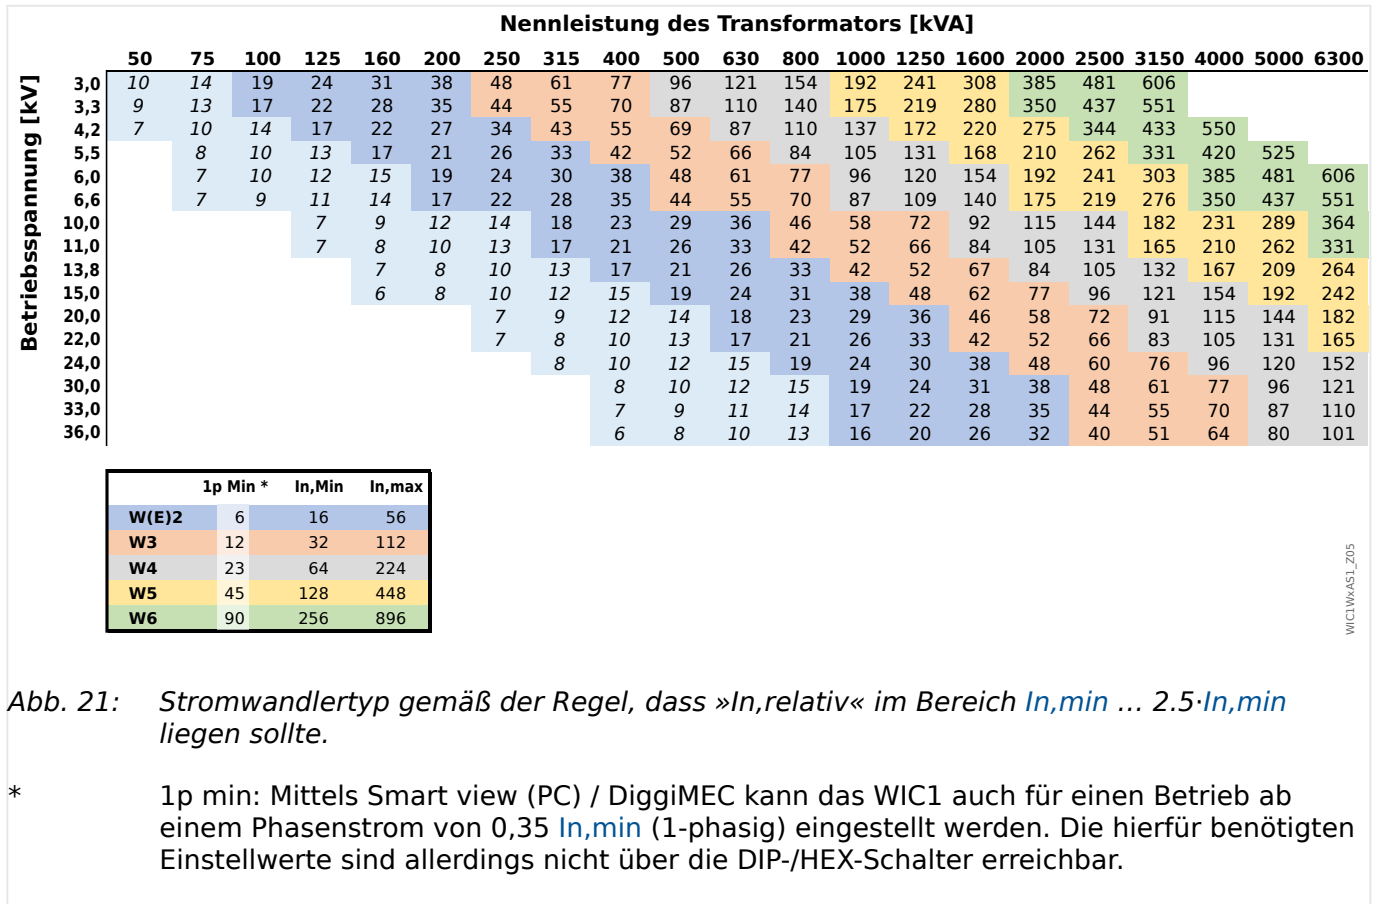 Nennleistung des Transformators [kVA]
50 75 100 125 160 200 250 315 400 500 630 800 1000 1250 1600 2000 2500 3150 4000 5000 6300
Betriebsspannung [kV]
3,0 10 14 19 24 31 38 48 61 77 96 121 154 192 241 308 385 481 606
3,3 9 13 17 22 28 35 44 55 70 87 110 140 175 219 280 350 437 551
4,2 7 10 14 17 22 27 34 43 55 69 87 110 137 172 220 275 344 433 550
5,5 8 10 13 17 21 26 33 42 52 66 84 105 131 168 210 262 331 420 525
6,0 7 10 12 15 19 24 30 38 48 61 77 96 120 154 192 241 303 385 481 606
6,6 7 9 11 14 17 22 28 35 44 55 70 87 109 140 175 219 276 350 437 551
10,0 7 9 12 14 18 23 29 36 46 58 72 92 115 144 182 231 289 364
11,0 7 8 10 13 17 21 26 33 42 52 66 84 105 131 165 210 262 331
13,8 7 8 10 13 17 21 26 33 42 52 67 84 105 132 167 209 264
15,0 6 8 10 12 15 19 24 31 38 48 62 77 96 121 154 192 242
20,0 7 9 12 14 18 23 29 36 46 58 72 91 115 144 182
22,0 7 8 10 13 17 21 26 33 42 52 66 83 105 131 165
24,0 8 10 12 15 19 24 30 38 48 60 76 96 120 152
30,0 8 10 12 15 19 24 31 38 48 61 77 96 121
33,0 7 9 11 14 17 22 28 35 44 55 70 87 110
36,0 6 8 10 13 16 20 26 32 40 51 64 80 101
1p Min * In,Min In,max
W(E)2 6 16 56
W3 12 32 112
W4 23 64 224
W5 45 128 448
W6 90 256 896
WIC1WxAS1_Z05
Abb. 21: Stromwandlertyp gemäß der Regel, dass »In,relativ« im Bereich In,min … 2.5·In,min
liegen sollte.
* 1p min: Mittels Smart view (PC) / DiggiMEC kann das WIC1 auch für einen Betrieb ab
einem Phasenstrom von 0,35 In,min (1-phasig) eingestellt werden. Die hierfür benötigten
Einstellwerte sind allerdings nicht über die DIP-/HEX-Schalter erreichbar.